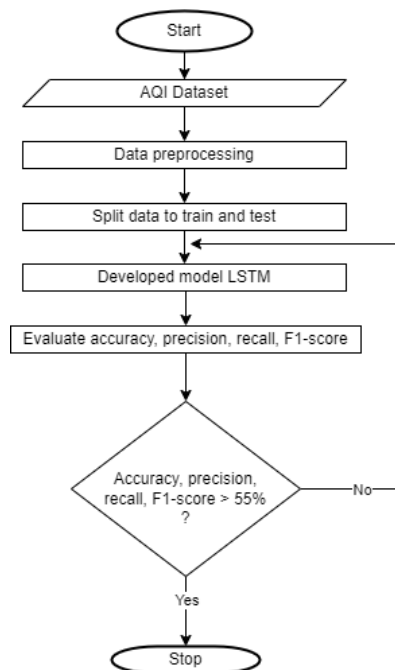 Start
AQI Dataset
Data preprocessing
Split data to train and test
Developed model LSTM
Evaluate accuracy, precision, recall, F1-score
Accuracy, precision,
recall, F1-score > 55%
?
No
Yes
Stop